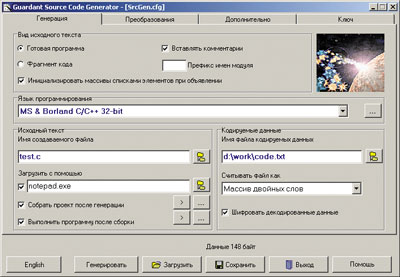 Guardant Source Code Generator - [SrcGen.cfg]
Генерация Преобразования Дополнительно Ключ
Вид исходного текста
Готовая программа Вставлять комментарии
Фрагмент кода Префикс имен модуля
Инициализировать массивы списками элементов при объявлении
Язык программирования
MS & Borland C/C++ 32-bit ...
Исходный текст
Имя создаваемого файла
test.c
Загрузить с помощью
notepad.exe
Собрать проект после генерации > ...
Выполнить программу после сборки > ...
Кодируемые данные
Имя файла кодируемых данных
d:\work\code.txt
Считывать файл как
Массив двойных слов
Шифровать декодированные данные
Данные 148 байт
English Генерировать Загрузить Сохранить Выход Помощь